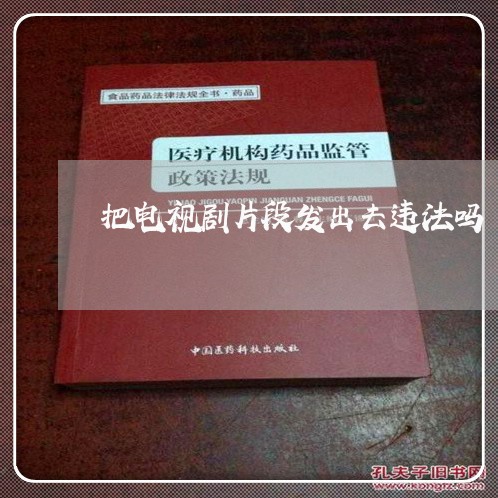 食品药品法律法规全书·药品
医疗机构药品监管
政策法规
YILIAO JIGOU YAOPIN JIANGUAN ZHENGCE FAGUI
把电视剧片段发出去违法吗
中国医药科技出版社
孔夫子旧书网
www.kongfz.com